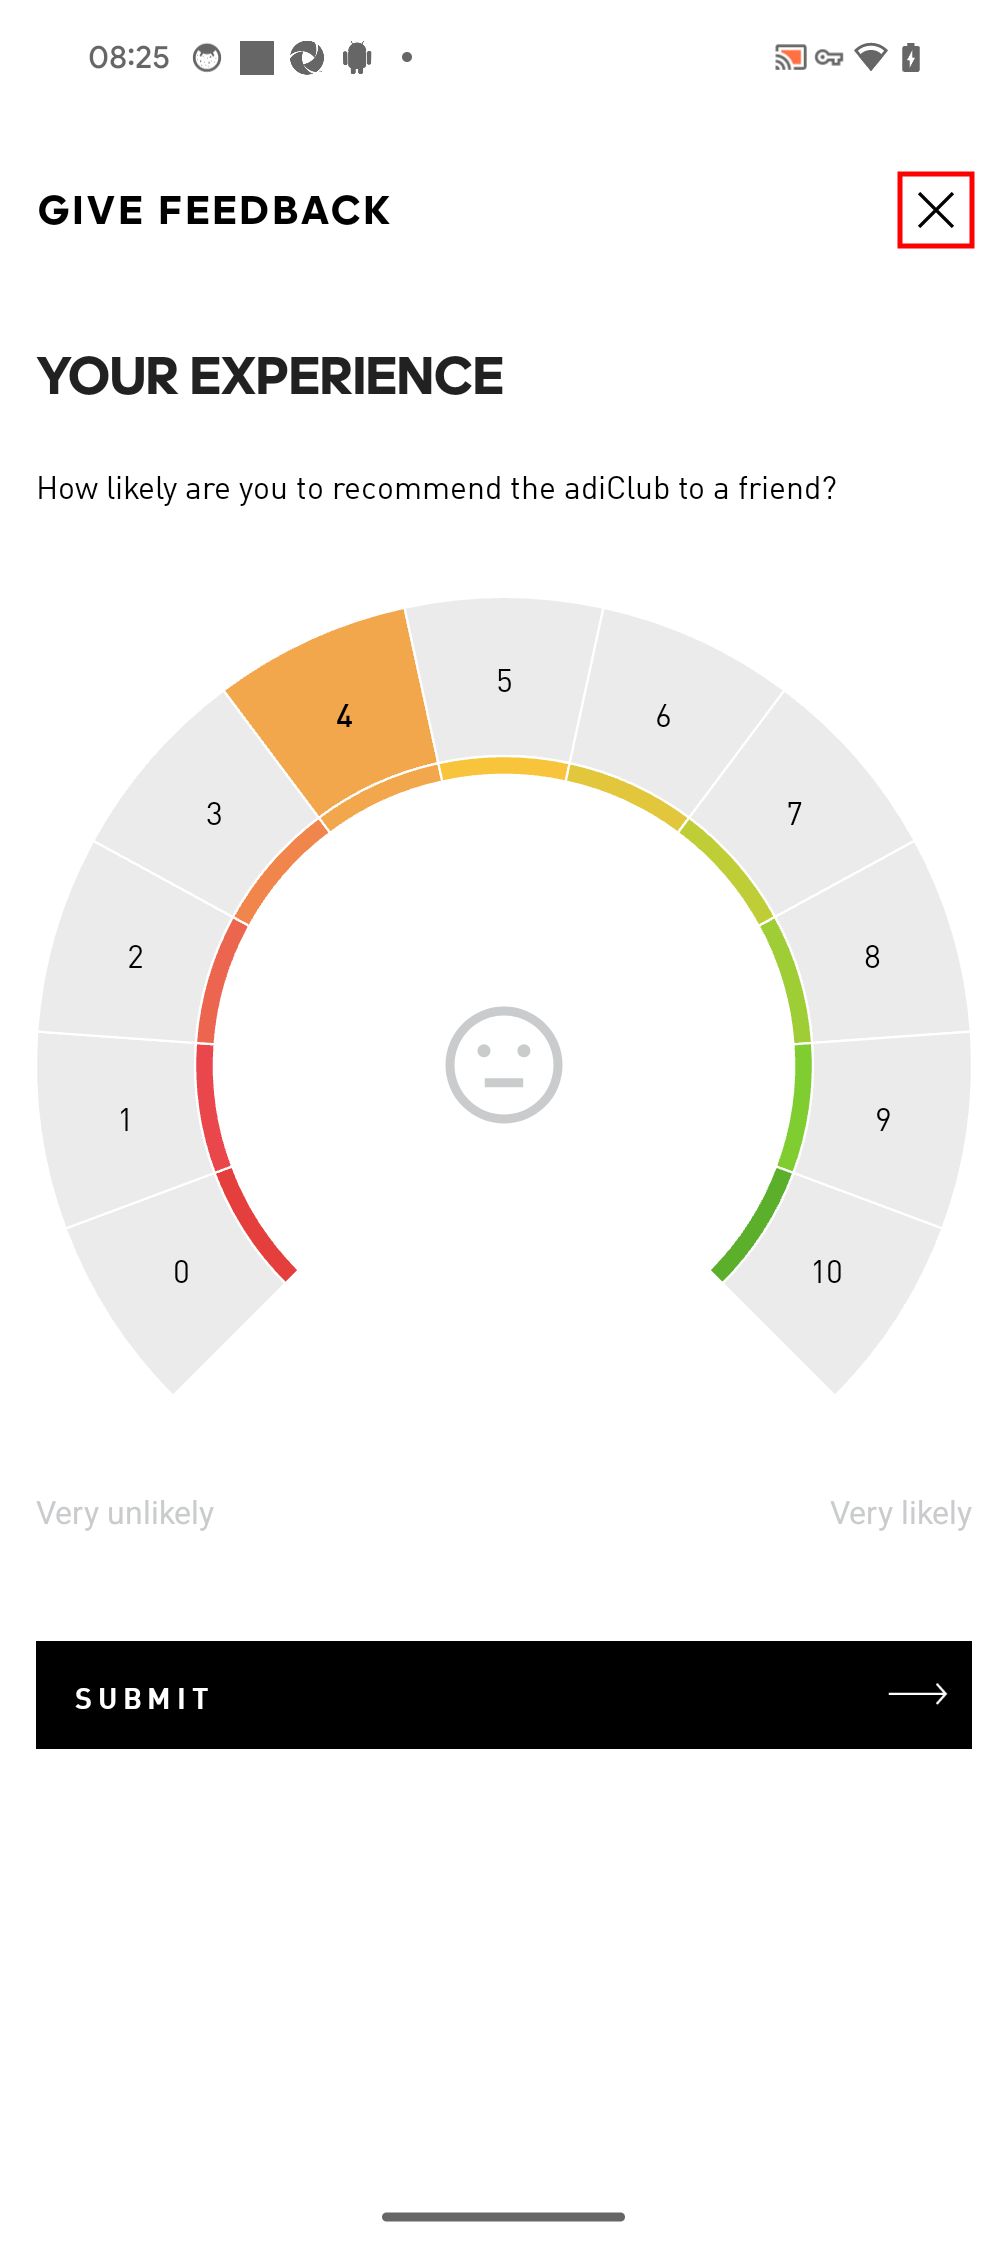 08:25
GIVE FEEDBACK
YOUR EXPERIENCE
How likely are you to recommend the adiClub to a friend?
5
4
6
3
7
2
8
1
9
0
10
Very unlikely
Very likely
SUBMIT